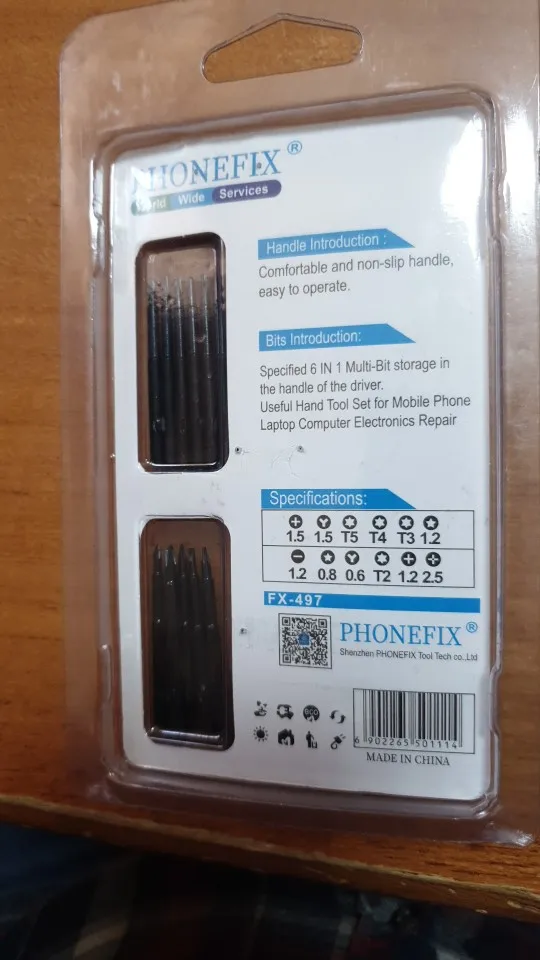 PHONEFIX®
World Wide Services
Handle Introduction :
Comfortable and non-slip handle,
easy to operate.
Bits Introduction:
Specified 6 IN 1 Multi-Bit storage in
the handle of the driver.
Useful Hand Tool Set for Mobile Phone
Laptop Computer Electronics Repair
Specifications:
1.5 1.5 T5 T4 T3 1.2
1.2 0.8 0.6 T2 1.2 2.5
FX-497
PHONEFIX®
Shenzhen PHONEFIX Tool Tech co.,Ltd
6 902265 501114
MADE IN CHINA